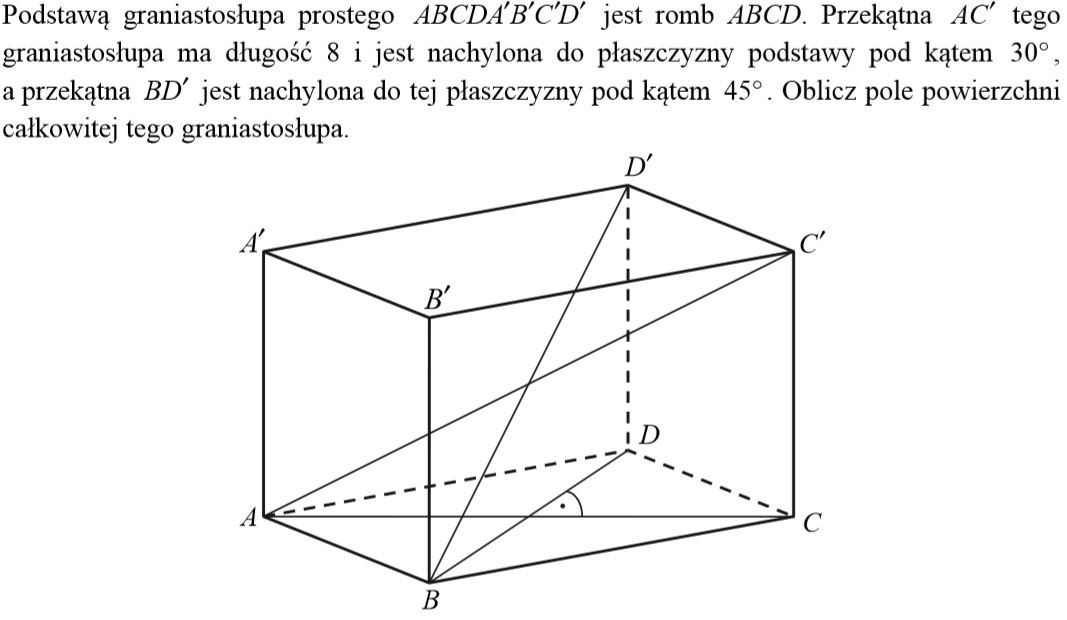 Podstawą graniastosłupa prostego ABCDA′B′C′D′ jest romb ABCD. Przekątna AC′ tego
graniastosłupa ma długość 8 i jest nachylona do płaszczyzny podstawy pod kątem 30°,
a przekątna BD′ jest nachylona do tej płaszczyzny pod kątem 45°. Oblicz pole powierzchni
całkowitej tego graniastosłupa.
D′
A′
C′
B′
D
A
C
B